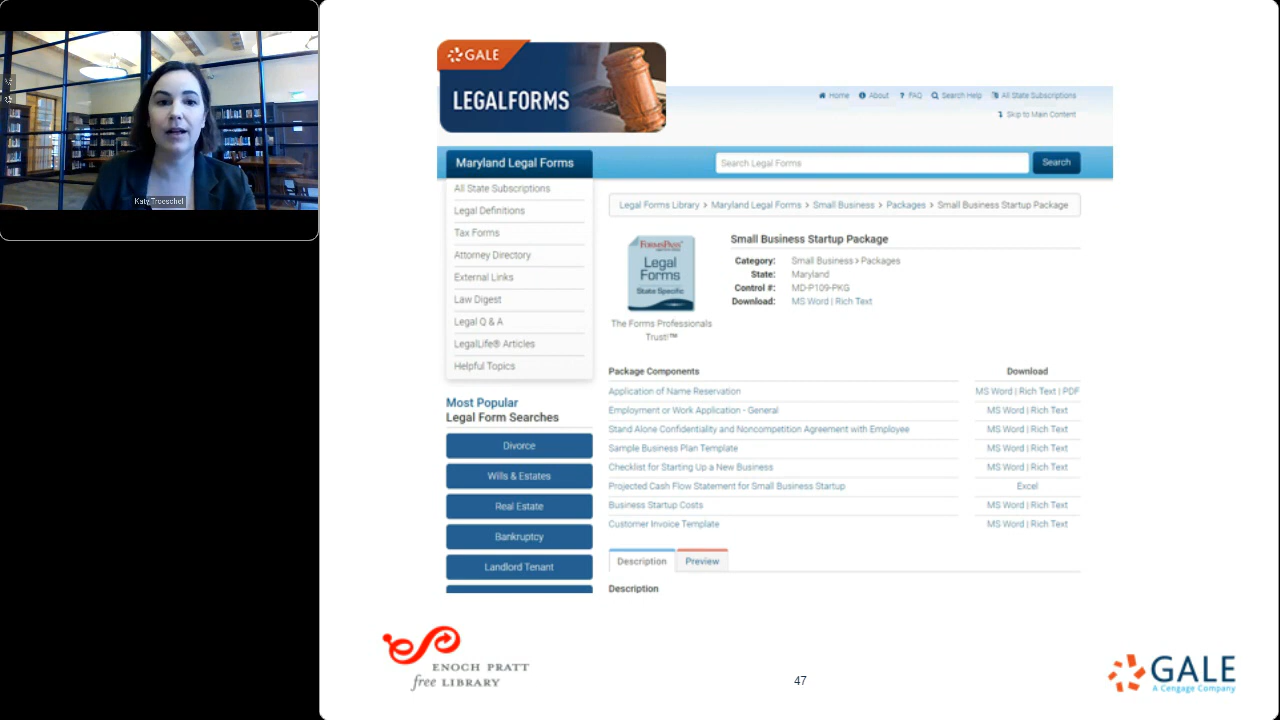 Katy Troeschel
GALE
LEGALFORMS
Home About ? FAQ Search Help All State Subscriptions
Skip to Main Content
Maryland Legal Forms
Search Legal Forms
Search
All State Subscriptions
Legal Definitions
Tax Forms
Attorney Directory
External Links
Law Digest
Legal Q & A
LegalLife® Articles
Helpful Topics
Most Popular
Legal Form Searches
Divorce
Wills & Estates
Real Estate
Bankruptcy
Landlord Tenant
Legal Forms Library > Maryland Legal Forms > Small Business > Packages > Small Business Startup Package
FormsPass
Legal
Forms
State Specific
The Forms Professionals
Trust!™
Small Business Startup Package
Category: Small Business > Packages
State: Maryland
Control #: MD-P109-PKG
Download: MS Word | Rich Text
Package Components Download
Application of Name Reservation MS Word | Rich Text | PDF
Employment or Work Application - General MS Word | Rich Text
Stand Alone Confidentiality and Noncompetition Agreement with Employee MS Word | Rich Text
Sample Business Plan Template MS Word | Rich Text
Checklist for Starting Up a New Business MS Word | Rich Text
Projected Cash Flow Statement for Small Business Startup Excel
Business Startup Costs MS Word | Rich Text
Customer Invoice Template MS Word | Rich Text
Description Preview
Description
ENOCH PRATT
free LIBRARY
47
GALE
A Cengage Company